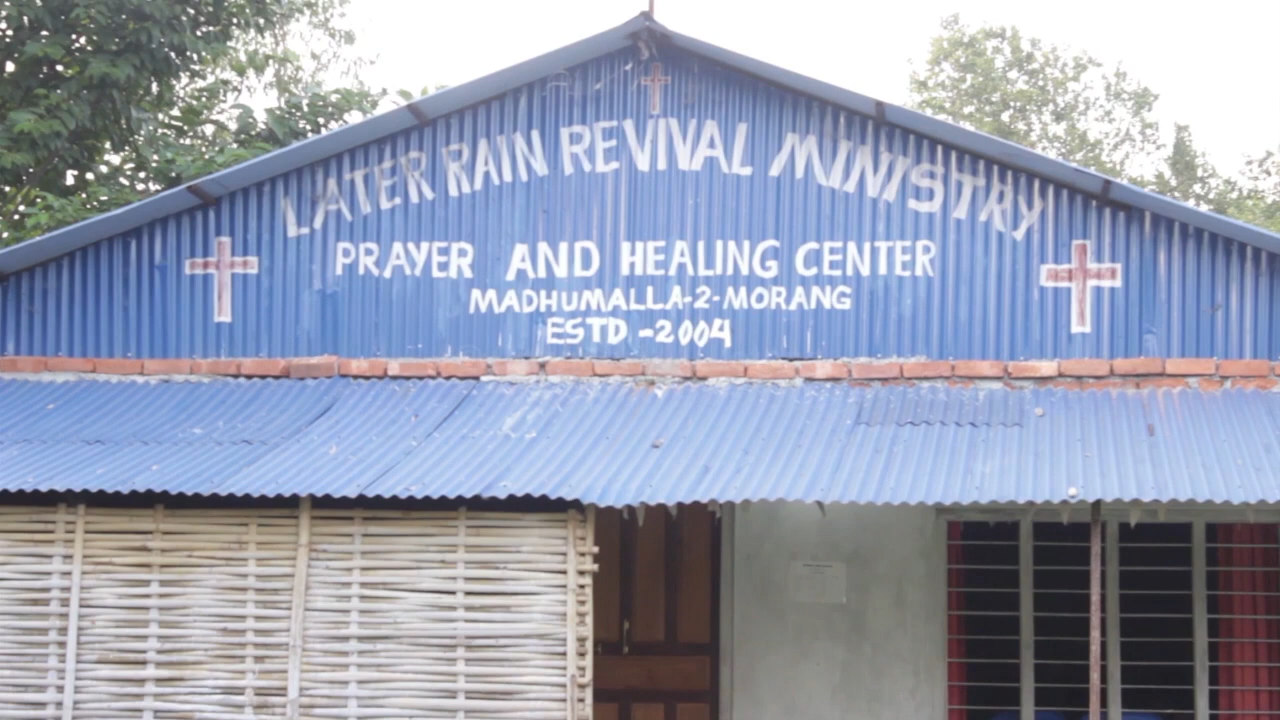 LATER RAIN REVIVAL MINISTRY
PRAYER AND HEALING CENTER
MADHUMALLA-2-MORANG
ESTD -2004